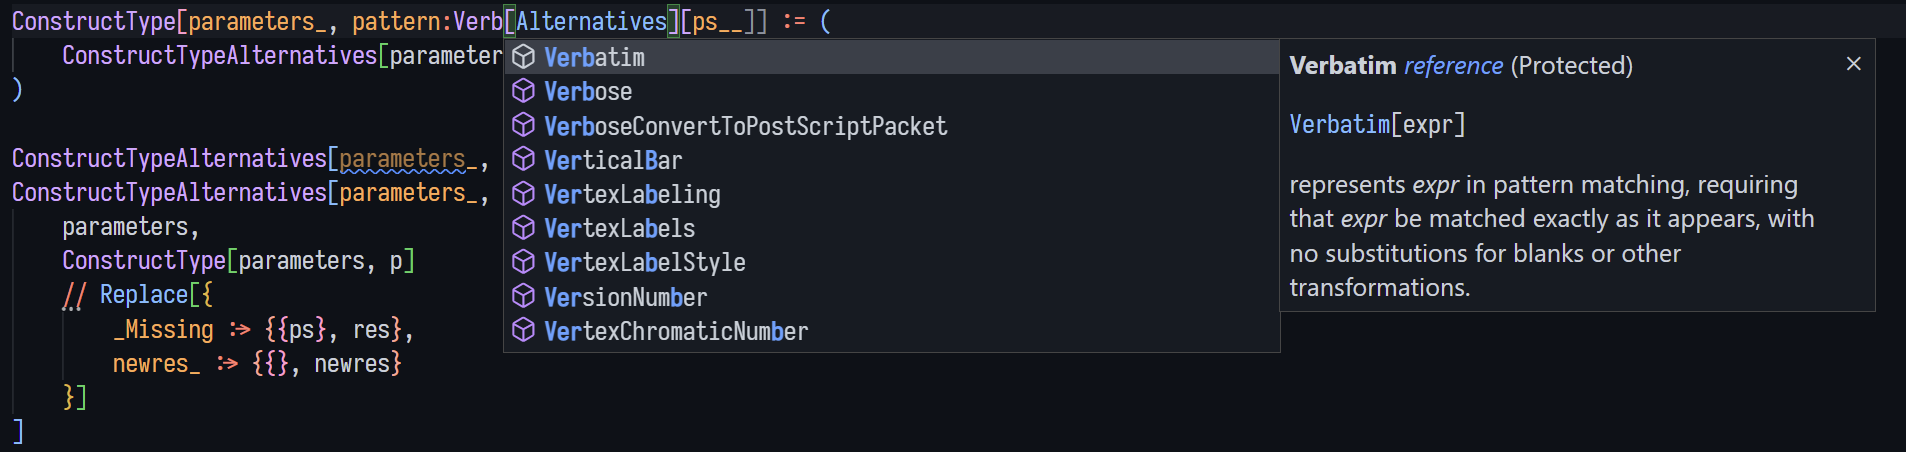 ConstructType[parameters_, pattern:Verb[Alternatives][ps__]] := (
ConstructTypeAlternatives[parameter
)
ConstructTypeAlternatives[parameters_,
ConstructTypeAlternatives[parameters_,
parameters,
ConstructType[parameters, p]
// Replace[{
_Missing :> {{ps}, res},
newres_ :> {{}, newres}
}]
]
Verbatim
Verbose
VerboseConvertToPostScriptPacket
VerticalBar
VertexLabeling
VertexLabels
VertexLabelStyle
VersionNumber
VertexChromaticNumber
Verbatim reference (Protected)
Verbatim[expr]
represents expr in pattern matching, requiring
that expr be matched exactly as it appears, with
no substitutions for blanks or other
transformations.